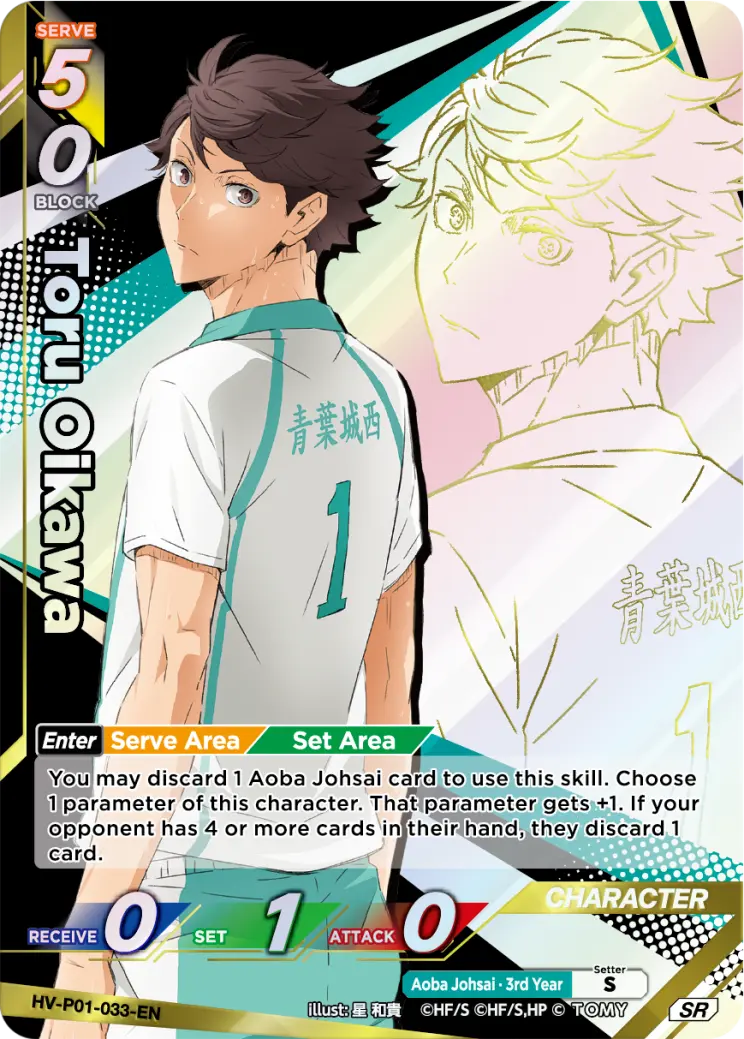 SERVE
5
0
BLOCK
Toru Oikawa
青葉城西
1
青葉城西
1
Enter Serve Area Set Area
You may discard 1 Aoba Johsai card to use this skill. Choose
1 parameter of this character. That parameter gets +1. If your
opponent has 4 or more cards in their hand, they discard 1
card.
CHARACTER
RECEIVE 0 SET 1 ATTACK 0
Aoba Johsai · 3rd Year Setter S
HV-P01-033-EN
illust: 星 和貴 ©HF/S ©HF/S,HP © TOMY SR